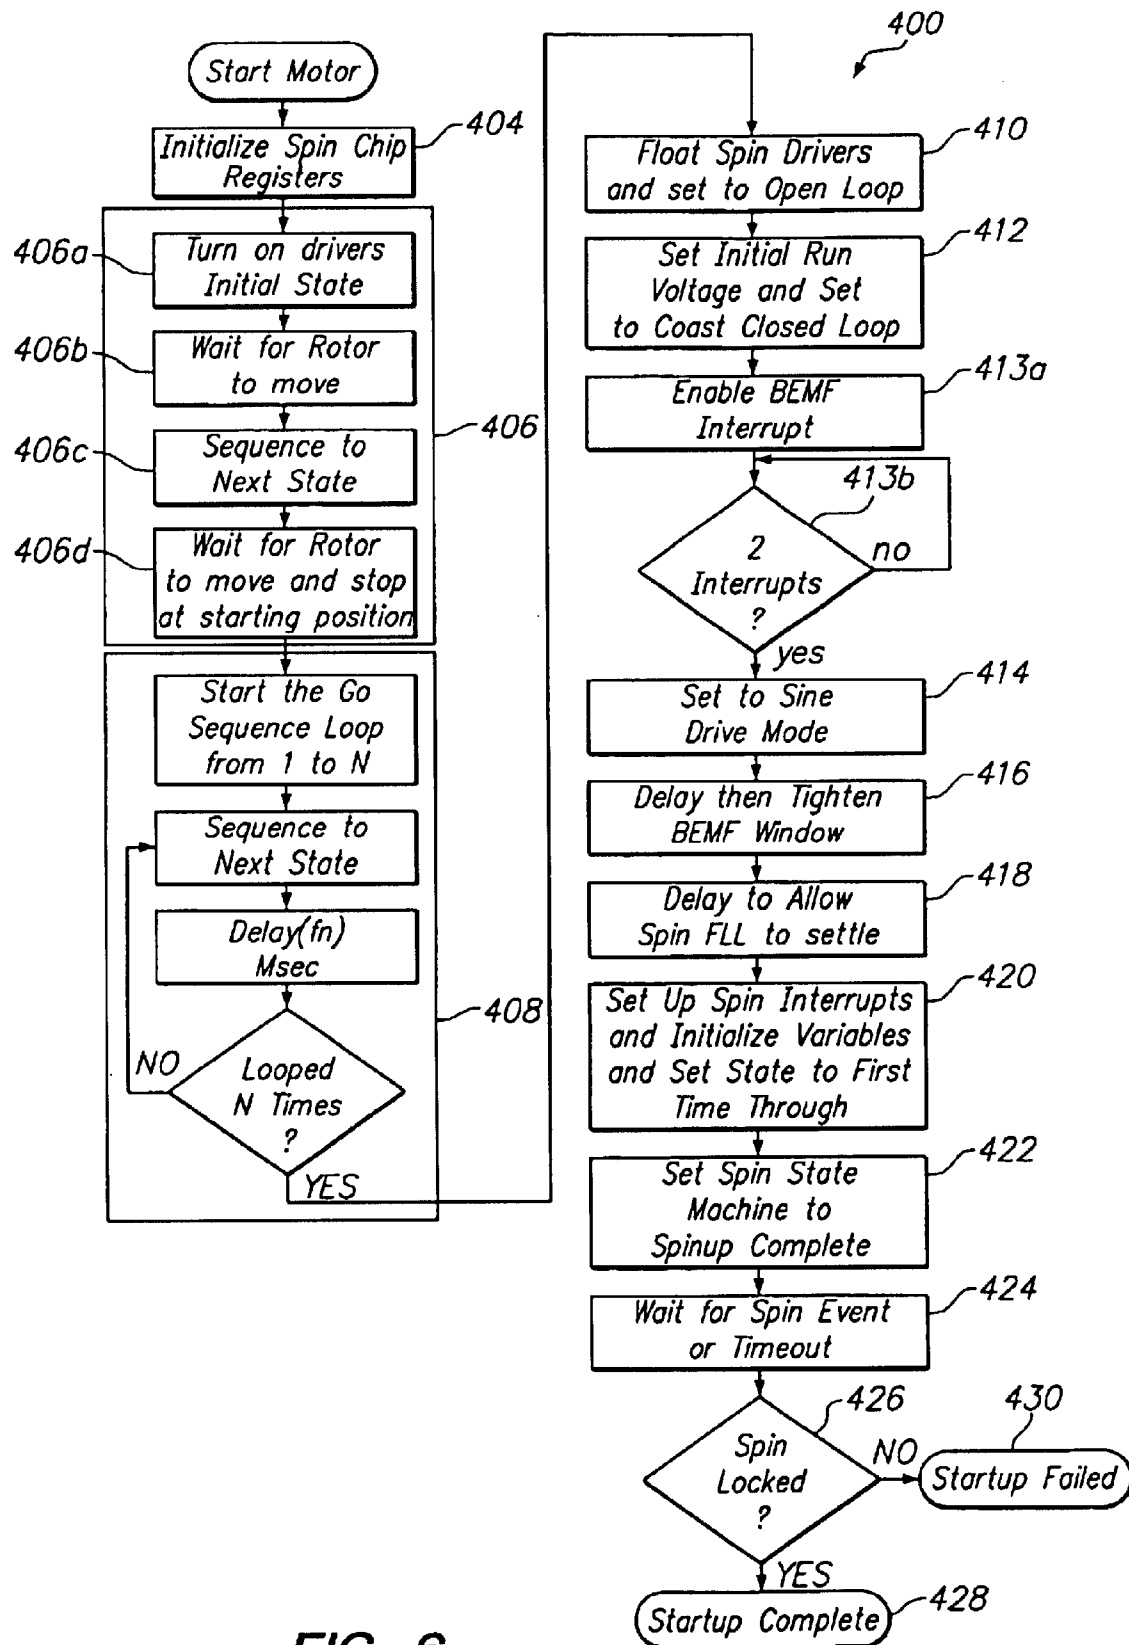 400
Start Motor
404
Initialize Spin Chip
Registers
406a
Turn on drivers
Initial State
406b
Wait for Rotor
to move
406
406c
Sequence to
Next State
406d
Wait for Rotor
to move and stop
at starting position
Start the Go
Sequence Loop
from 1 to N
Sequence to
Next State
Delay(fn)
Msec
408
NO
Looped
N Times
?
YES
410
Float Spin Drivers
and set to Open Loop
412
Set Initial Run
Voltage and Set
to Coast Closed Loop
413a
Enable BEMF
Interrupt
413b
2
Interrupts
?
no
yes
414
Set to Sine
Drive Mode
416
Delay then Tighten
BEMF Window
418
Delay to Allow
Spin FLL to settle
420
Set Up Spin Interrupts
and Initialize Variables
and Set State to First
Time Through
422
Set Spin State
Machine to
Spinup Complete
424
Wait for Spin Event
or Timeout
426
Spin
Locked
?
NO
430
Startup Failed
YES
Startup Complete
428